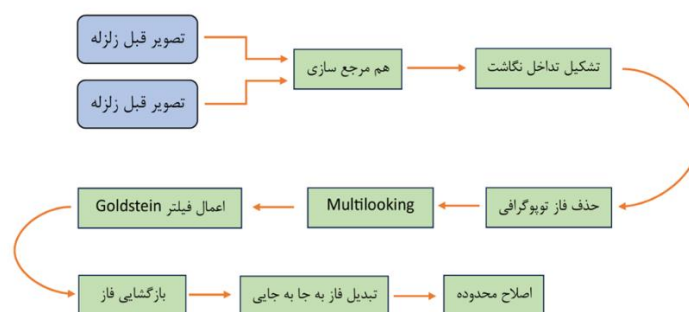 تصویر قبل زلزله
تصویر قبل زلزله
هم مرجع سازی
تشکیل تداخل نگاشت
حذف فاز توپوگرافی
Multilooking
اعمال فیلتر Goldstein
بازگشایی فاز
تبدیل فاز به جا به جایی
اصلاح محدوده